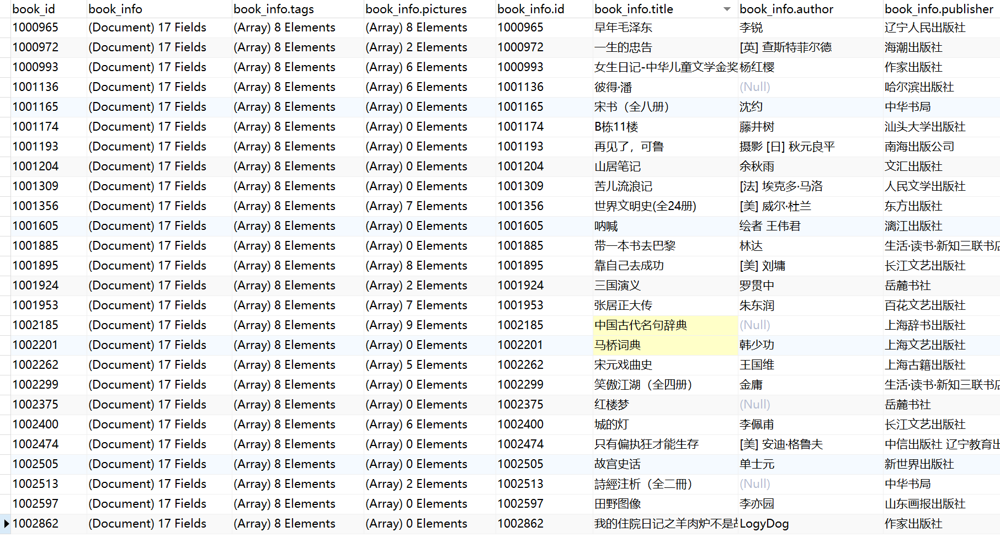 book_id book_info book_info.tags book_info.pictures book_info.id book_info.title book_info.author book_info.publisher
1000965 (Document) 17 Fields (Array) 8 Elements (Array) 8 Elements 1000965 早年毛泽东 李锐 辽宁人民出版社
1000972 (Document) 17 Fields (Array) 8 Elements (Array) 2 Elements 1000972 一生的忠告 [英] 查斯特菲尔德 海潮出版社
1000993 (Document) 17 Fields (Array) 8 Elements (Array) 6 Elements 1000993 女生日记-中华儿童文学金奖 杨红樱 作家出版社
1001136 (Document) 17 Fields (Array) 8 Elements (Array) 6 Elements 1001136 彼得·潘 (Null) 哈尔滨出版社
1001165 (Document) 17 Fields (Array) 8 Elements (Array) 0 Elements 1001165 宋书（全八册） 沈约 中华书局
1001174 (Document) 17 Fields (Array) 8 Elements (Array) 0 Elements 1001174 B栋11楼 藤井树 汕头大学出版社
1001193 (Document) 17 Fields (Array) 8 Elements (Array) 0 Elements 1001193 再见了，可鲁 摄影 [日] 秋元良平 南海出版公司
1001204 (Document) 17 Fields (Array) 8 Elements (Array) 0 Elements 1001204 山居笔记 余秋雨 文汇出版社
1001309 (Document) 17 Fields (Array) 8 Elements (Array) 0 Elements 1001309 苦儿流浪记 [法] 埃克多·马洛 人民文学出版社
1001356 (Document) 17 Fields (Array) 8 Elements (Array) 7 Elements 1001356 世界文明史(全24册) [美] 威尔·杜兰 东方出版社
1001605 (Document) 17 Fields (Array) 8 Elements (Array) 0 Elements 1001605 呐喊 绘者 王伟君 漓江出版社
1001885 (Document) 17 Fields (Array) 8 Elements (Array) 0 Elements 1001885 带一本书去巴黎 林达 生活·读书·新知三联书店
1001895 (Document) 17 Fields (Array) 8 Elements (Array) 8 Elements 1001895 靠自己去成功 [美] 刘墉 长江文艺出版社
1001924 (Document) 17 Fields (Array) 8 Elements (Array) 2 Elements 1001924 三国演义 罗贯中 岳麓书社
1001953 (Document) 17 Fields (Array) 8 Elements (Array) 7 Elements 1001953 张居正大传 朱东润 百花文艺出版社
1002185 (Document) 17 Fields (Array) 8 Elements (Array) 9 Elements 1002185 中国古代名句辞典 (Null) 上海辞书出版社
1002201 (Document) 17 Fields (Array) 8 Elements (Array) 0 Elements 1002201 马桥词典 韩少功 上海文艺出版社
1002262 (Document) 17 Fields (Array) 8 Elements (Array) 5 Elements 1002262 宋元戏曲史 王国维 上海古籍出版社
1002299 (Document) 17 Fields (Array) 8 Elements (Array) 0 Elements 1002299 笑傲江湖（全四册） 金庸 生活·读书·新知三联书店
1002375 (Document) 17 Fields (Array) 8 Elements (Array) 0 Elements 1002375 红楼梦 (Null) 岳麓书社
1002400 (Document) 17 Fields (Array) 8 Elements (Array) 6 Elements 1002400 城的灯 李佩甫 长江文艺出版社
1002474 (Document) 17 Fields (Array) 8 Elements (Array) 0 Elements 1002474 只有偏执狂才能生存 [美] 安迪·格鲁夫 中信出版社 辽宁教育出
1002505 (Document) 17 Fields (Array) 8 Elements (Array) 0 Elements 1002505 故宫史话 单士元 新世界出版社
1002513 (Document) 17 Fields (Array) 8 Elements (Array) 2 Elements 1002513 詩經注析（全二冊） (Null) 中华书局
1002597 (Document) 17 Fields (Array) 8 Elements (Array) 0 Elements 1002597 田野图像 李亦园 山东画报出版社
1002862 (Document) 17 Fields (Array) 8 Elements (Array) 0 Elements 1002862 我的住院日记之羊肉炉不是 LogyDog 作家出版社